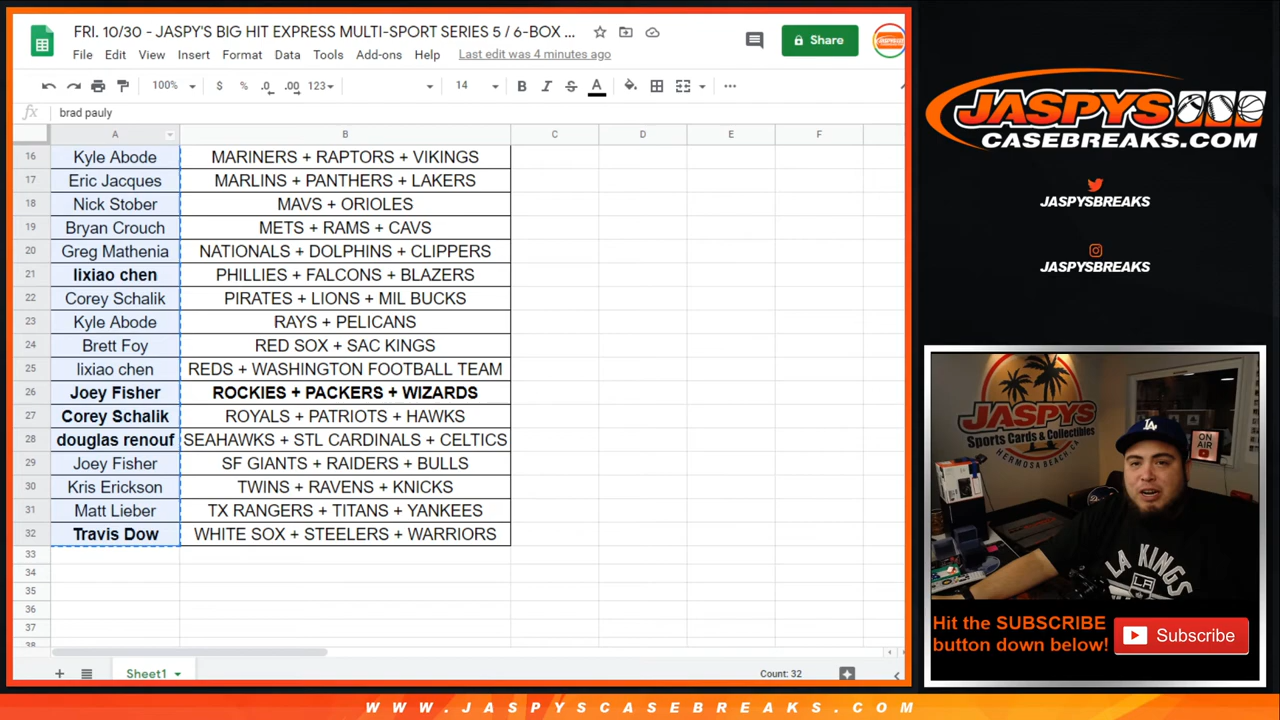 FRI. 10/30 - JASPY'S BIG HIT EXPRESS MULTI-SPORT SERIES 5 / 6-BOX ...
File Edit View Insert Format Data Tools Add-ons Help Last edit was 4 minutes ago
Share
100% $ % .0 .00 123 14 B I S A
fx brad pauly
A B C D E F
16 Kyle Abode MARINERS + RAPTORS + VIKINGS
17 Eric Jacques MARLINS + PANTHERS + LAKERS
18 Nick Stober MAVS + ORIOLES
19 Bryan Crouch METS + RAMS + CAVS
20 Greg Mathenia NATIONALS + DOLPHINS + CLIPPERS
21 lixiao chen PHILLIES + FALCONS + BLAZERS
22 Corey Schalik PIRATES + LIONS + MIL BUCKS
23 Kyle Abode RAYS + PELICANS
24 Brett Foy RED SOX + SAC KINGS
25 lixiao chen REDS + WASHINGTON FOOTBALL TEAM
26 Joey Fisher ROCKIES + PACKERS + WIZARDS
27 Corey Schalik ROYALS + PATRIOTS + HAWKS
28 douglas renouf SEAHAWKS + STL CARDINALS + CELTICS
29 Joey Fisher SF GIANTS + RAIDERS + BULLS
30 Kris Erickson TWINS + RAVENS + KNICKS
31 Matt Lieber TX RANGERS + TITANS + YANKEES
32 Travis Dow WHITE SOX + STEELERS + WARRIORS
33
34
35
36
37
38
Sheet1 Count: 32
JASPYS
CASEBREAKS.COM
JASPYSBREAKS
JASPYSBREAKS
JASPYS
Sports Cards & Collectibles
HERMOSA BEACH, CA
ON AIR
LA
LA KINGS
Hit the SUBSCRIBE
button down below!
Subscribe
WWW.JASPYSCASEBREAKS.COM